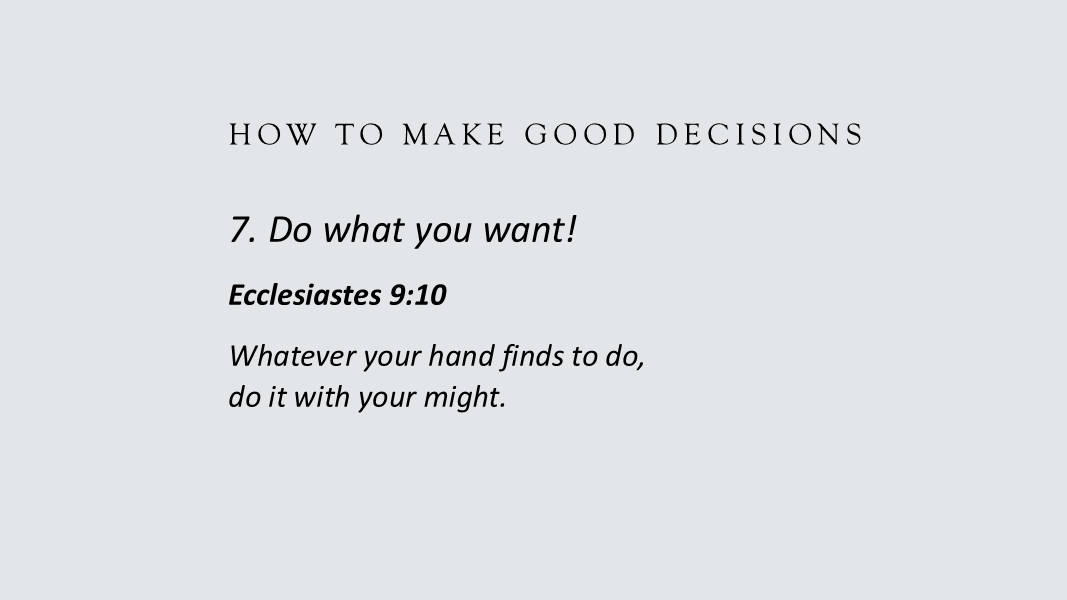 HOW TO MAKE GOOD DECISIONS
7. Do what you want!
Ecclesiastes 9:10
Whatever your hand finds to do,
do it with your might.